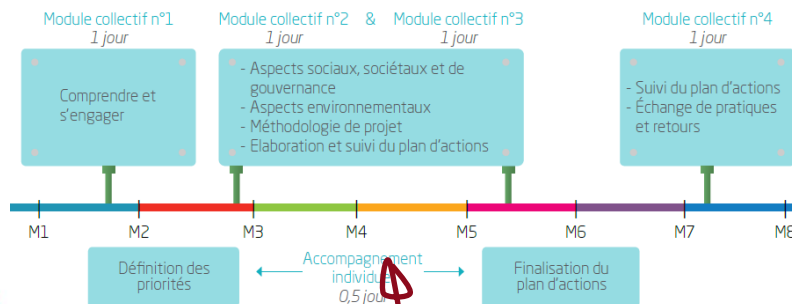 Module collectif n°1
1 jour
Module collectif n°2 & Module collectif n°3
1 jour 1 jour
Module collectif n°4
1 jour
Comprendre et
s'engager
- Aspects sociaux, sociétaux et de
gouvernance
- Aspects environnementaux
- Méthodologie de projet
- Elaboration et suivi du plan d'actions
- Suivi du plan d'actions
- Échange de pratiques
et retours
M1 M2 M3 M4 M5 M6 M7 M8
Définition des
priorités
Accompagnement
individuel
0,5 jour
Finalisation du
plan d'actions